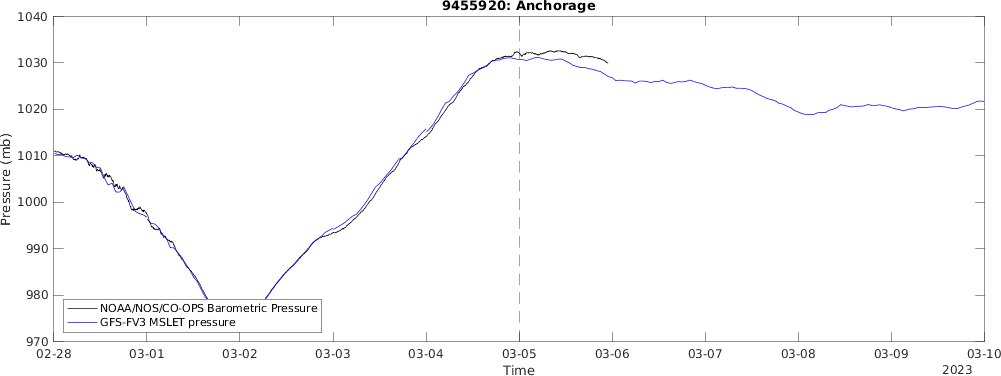 9455920: Anchorage
1040
1030
1020
1010
1000
990
980
970
Pressure (mb)
NOAA/NOS/CO-OPS Barometric Pressure
GFS-FV3 MSLET pressure
02-28 03-01 03-02 03-03 03-04 03-05 03-06 03-07 03-08 03-09 03-10
Time
2023